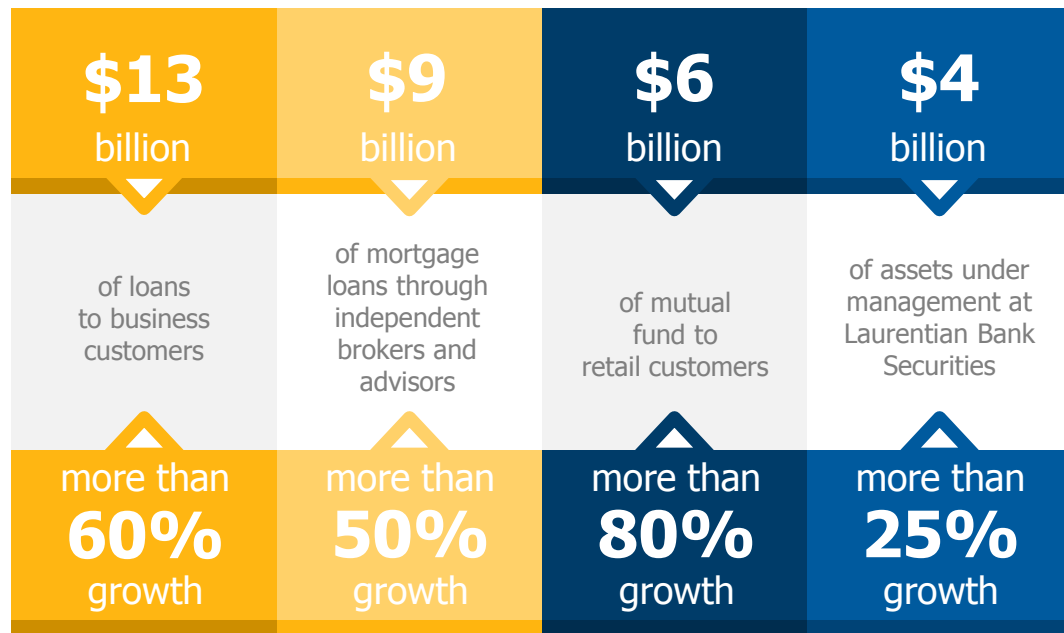 $13
billion
of loans
to business
customers
more than
60%
growth
$9
billion
of mortgage
loans through
independent
brokers and
advisors
more than
50%
growth
$6
billion
of mutual
fund to
retail customers
more than
80%
growth
$4
billion
of assets under
management at
Laurentian Bank
Securities
more than
25%
growth